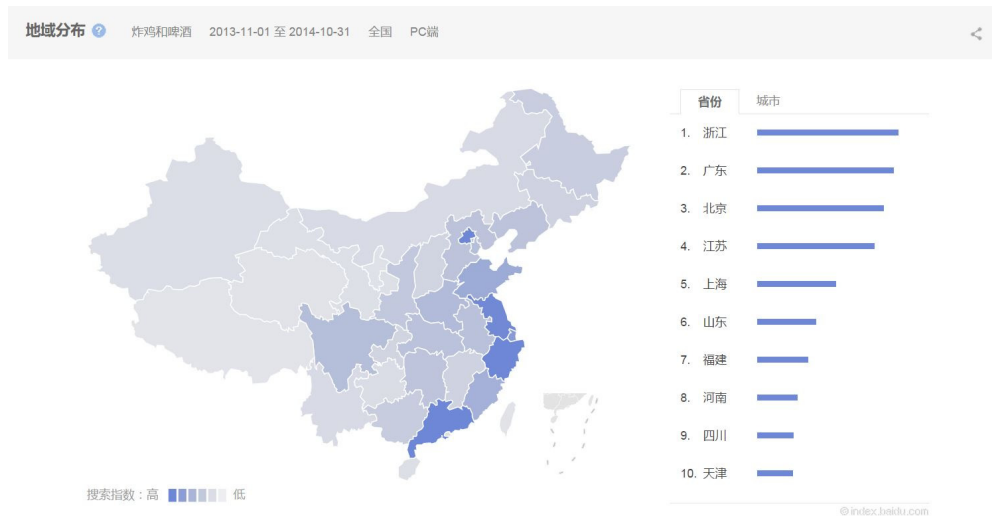 地域分布 ? 炸鸡和啤酒 2013-11-01 至 2014-10-31 全国 PC端
省份 城市
1. 浙江
2. 广东
3. 北京
4. 江苏
5. 上海
6. 山东
7. 福建
8. 河南
9. 四川
10. 天津
搜索指数：高 低
©index.baidu.com